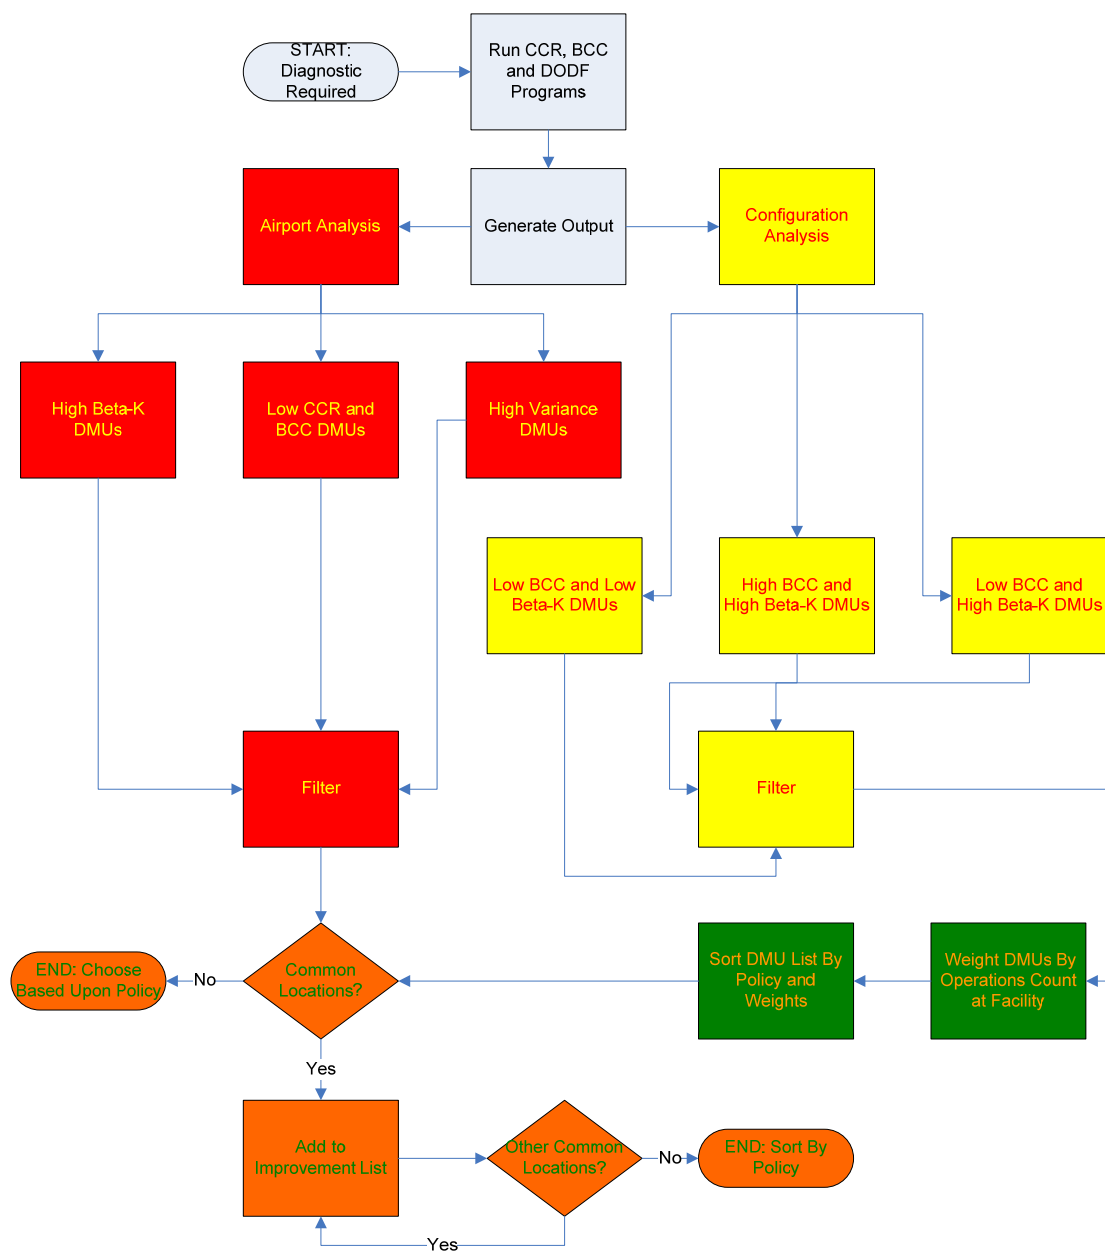 START:
Diagnostic
Required
Run CCR, BCC
and DODF
Programs
Airport Analysis
Generate Output
Configuration
Analysis
High Beta-K
DMUs
Low CCR and
BCC DMUs
High Variance
DMUs
Low BCC and Low
Beta-K DMUs
High BCC and
High Beta-K DMUs
Low BCC and
High Beta-K DMUs
Filter
Filter
END: Choose
Based Upon Policy
No
Common
Locations?
Sort DMU List By
Policy and
Weights
Weight DMUs By
Operations Count
at Facility
Yes
Add to
Improvement List
Other Common
Locations?
No
END: Sort By
Policy
Yes